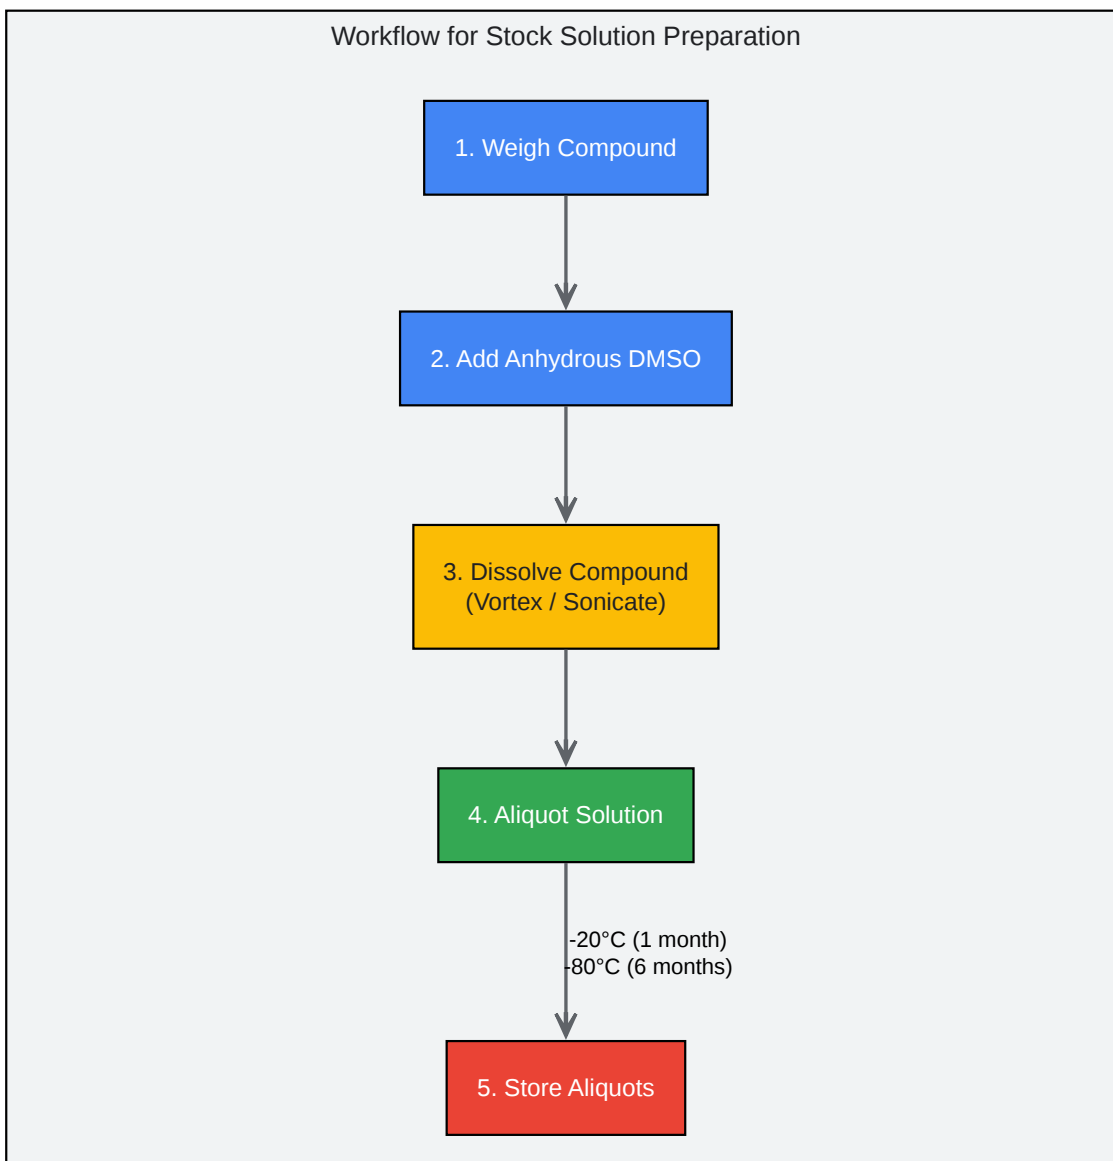 Workflow for Stock Solution Preparation
1. Weigh Compound
2. Add Anhydrous DMSO
3. Dissolve Compound
(Vortex / Sonicate)
4. Aliquot Solution
-20°C (1 month)
-80°C (6 months)
5. Store Aliquots